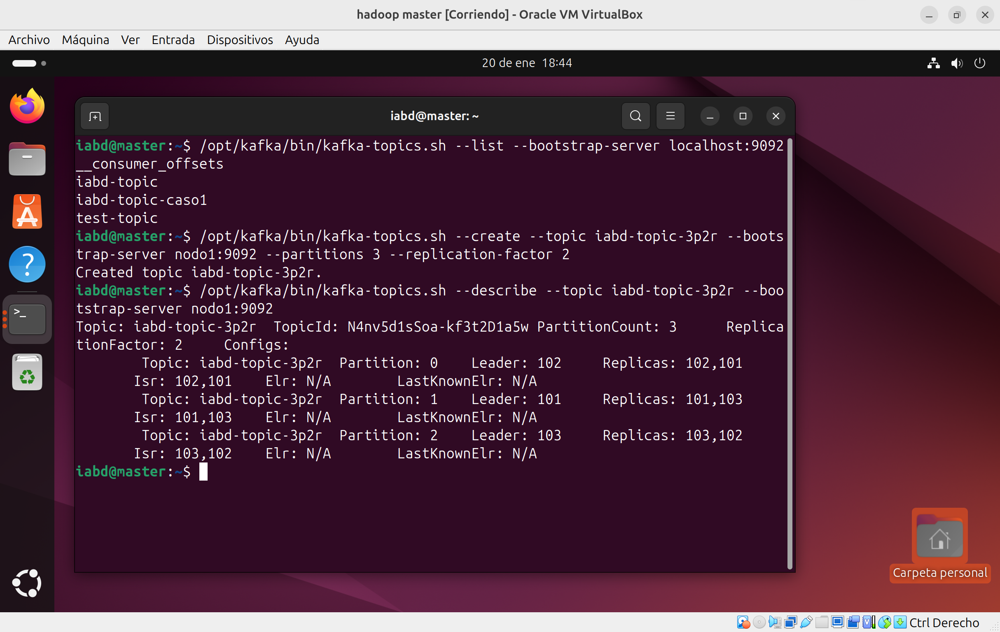 hadoop master [Corriendo] - Oracle VM VirtualBox
Archivo Máquina Ver Entrada Dispositivos Ayuda
20 de ene 18:44
iabd@master: ~
iabd@master:~$ /opt/kafka/bin/kafka-topics.sh --list --bootstrap-server localhost:9092
__consumer_offsets
iabd-topic
iabd-topic-caso1
test-topic
iabd@master:~$ /opt/kafka/bin/kafka-topics.sh --create --topic iabd-topic-3p2r --boots
trap-server nodo1:9092 --partitions 3 --replication-factor 2
Created topic iabd-topic-3p2r.
iabd@master:~$ /opt/kafka/bin/kafka-topics.sh --describe --topic iabd-topic-3p2r --boo
tstrap-server nodo1:9092
Topic: iabd-topic-3p2r TopicId: N4nv5d1sSoa-kf3t2D1a5w PartitionCount: 3 Replica
tionFactor: 2 Configs:
Topic: iabd-topic-3p2r Partition: 0 Leader: 102 Replicas: 102,101
Isr: 102,101 Elr: N/A LastKnownElr: N/A
Topic: iabd-topic-3p2r Partition: 1 Leader: 101 Replicas: 101,103
Isr: 101,103 Elr: N/A LastKnownElr: N/A
Topic: iabd-topic-3p2r Partition: 2 Leader: 103 Replicas: 103,102
Isr: 103,102 Elr: N/A LastKnownElr: N/A
iabd@master:~$
Carpeta personal
Ctrl Derecho